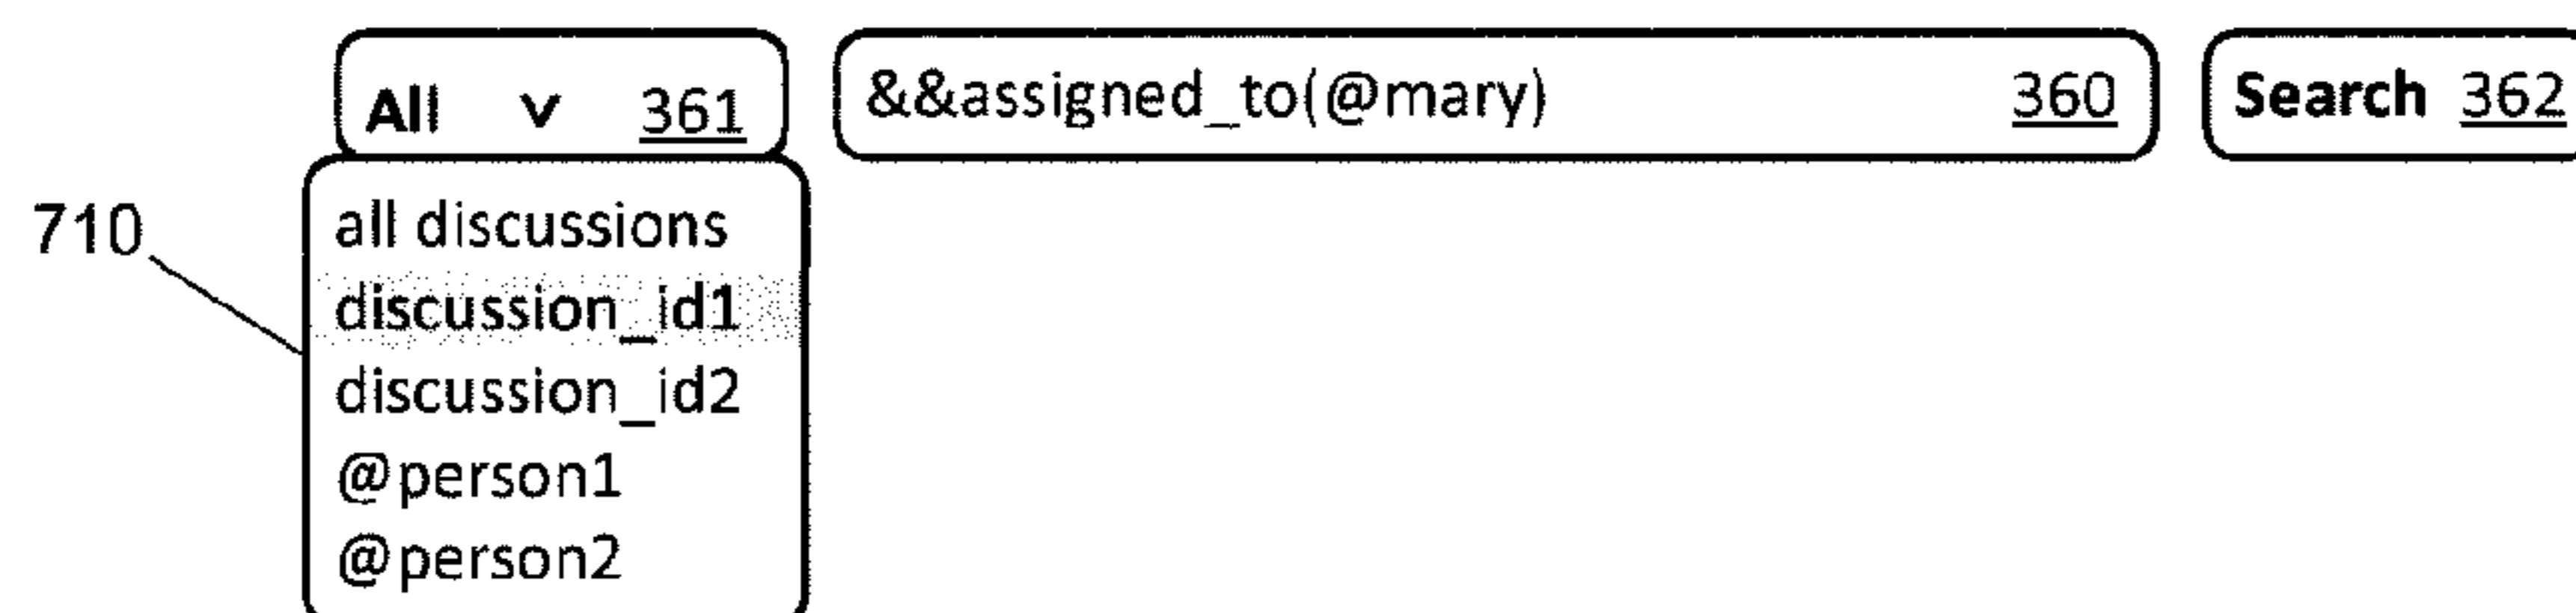 All v 361 &&assigned_to(@mary) 360 Search 362
710
all discussions
discussion_id1
discussion_id2
@person1
@person2